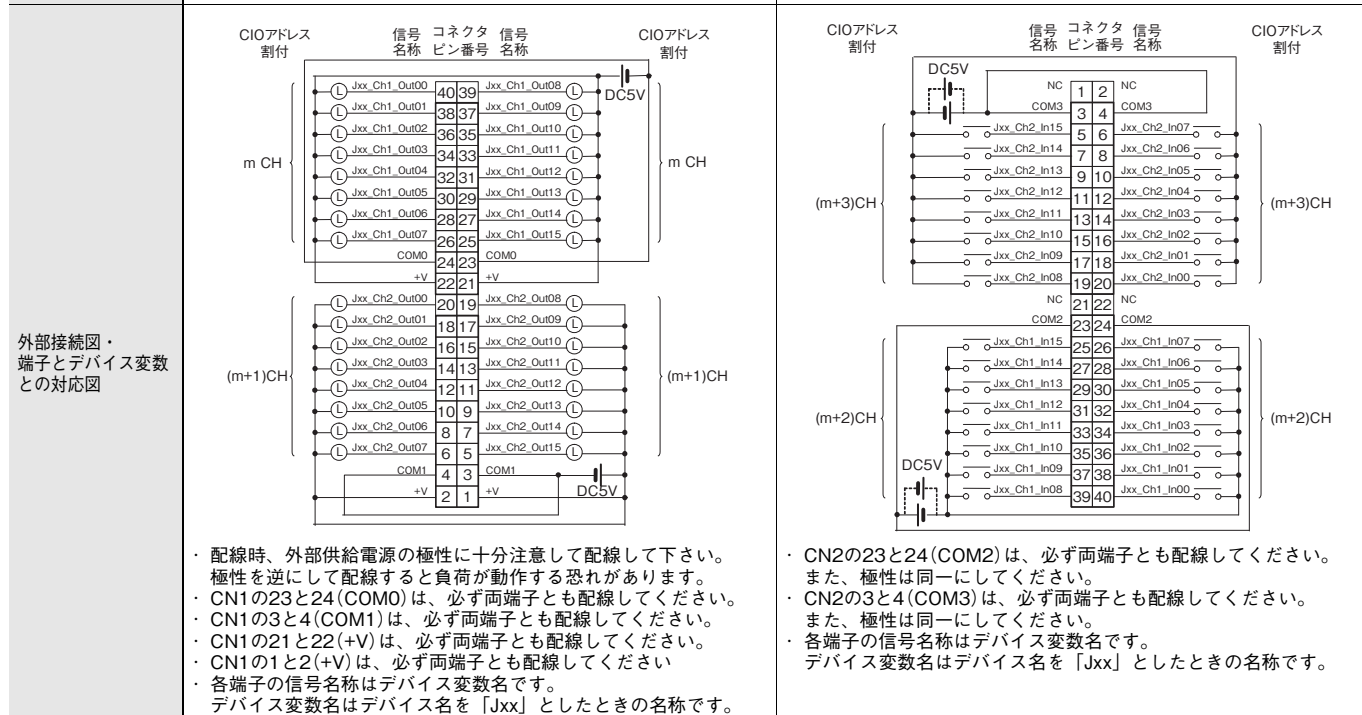 外部接続図・
端子とデバイス変数
との対応図
CIOアドレス
割付
信号
名称
コネクタ
ピン番号
信号
名称
CIOアドレス
割付
DC5V
Jxx_Ch1_Out00 40 39 Jxx_Ch1_Out08
Jxx_Ch1_Out01 38 37 Jxx_Ch1_Out09
Jxx_Ch1_Out02 36 35 Jxx_Ch1_Out10
Jxx_Ch1_Out03 34 33 Jxx_Ch1_Out11
m CH
m CH
Jxx_Ch1_Out04 32 31 Jxx_Ch1_Out12
Jxx_Ch1_Out05 30 29 Jxx_Ch1_Out13
Jxx_Ch1_Out06 28 27 Jxx_Ch1_Out14
Jxx_Ch1_Out07 26 25 Jxx_Ch1_Out15
COM0 24 23 COM0
+V 22 21 +V
Jxx_Ch2_Out00 20 19 Jxx_Ch2_Out08
Jxx_Ch2_Out01 18 17 Jxx_Ch2_Out09
Jxx_Ch2_Out02 16 15 Jxx_Ch2_Out10
Jxx_Ch2_Out03 14 13 Jxx_Ch2_Out11
(m+1)CH
(m+1)CH
Jxx_Ch2_Out04 12 11 Jxx_Ch2_Out12
Jxx_Ch2_Out05 10 9 Jxx_Ch2_Out13
Jxx_Ch2_Out06 8 7 Jxx_Ch2_Out14
Jxx_Ch2_Out07 6 5 Jxx_Ch2_Out15
COM1 4 3 COM1
+V 2 1 +V
DC5V
L L L L L L L L
L L L L L L L L
L L L L L L L L
L L L L L L L L
・ 配線時、外部供給電源の極性に十分注意して配線して下さい。
極性を逆にして配線すると負荷が動作する恐れがあります。
・ CN1の23と24(COM0)は、必ず両端子とも配線してください。
・ CN1の3と4(COM1)は、必ず両端子とも配線してください。
・ CN1の21と22(+V)は、必ず両端子とも配線してください。
・ CN1の1と2(+V)は、必ず両端子とも配線してください
・ 各端子の信号名称はデバイス変数名です。
デバイス変数名はデバイス名を「Jxx」としたときの名称です。
CIOアドレス
割付
信号
名称
コネクタ
ピン番号
信号
名称
CIOアドレス
割付
DC5V
NC 1 2 NC
COM3 3 4 COM3
Jxx_Ch2_In15 5 6 Jxx_Ch2_In07
Jxx_Ch2_In14 7 8 Jxx_Ch2_In06
Jxx_Ch2_In13 9 10 Jxx_Ch2_In05
Jxx_Ch2_In12 11 12 Jxx_Ch2_In04
(m+3)CH
(m+3)CH
Jxx_Ch2_In11 13 14 Jxx_Ch2_In03
Jxx_Ch2_In10 15 16 Jxx_Ch2_In02
Jxx_Ch2_In09 17 18 Jxx_Ch2_In01
Jxx_Ch2_In08 19 20 Jxx_Ch2_In00
NC 21 22 NC
COM2 23 24 COM2
Jxx_Ch1_In15 25 26 Jxx_Ch1_In07
Jxx_Ch1_In14 27 28 Jxx_Ch1_In06
Jxx_Ch1_In13 29 30 Jxx_Ch1_In05
Jxx_Ch1_In12 31 32 Jxx_Ch1_In04
(m+2)CH
(m+2)CH
Jxx_Ch1_In11 33 34 Jxx_Ch1_In03
Jxx_Ch1_In10 35 36 Jxx_Ch1_In02
DC5V
Jxx_Ch1_In09 37 38 Jxx_Ch1_In01
Jxx_Ch1_In08 39 40 Jxx_Ch1_In00
・ CN2の23と24(COM2)は、必ず両端子とも配線してください。
また、極性は同一にしてください。
・ CN2の3と4(COM3)は、必ず両端子とも配線してください。
また、極性は同一にしてください。
・ 各端子の信号名称はデバイス変数名です。
デバイス変数名はデバイス名を「Jxx」としたときの名称です。